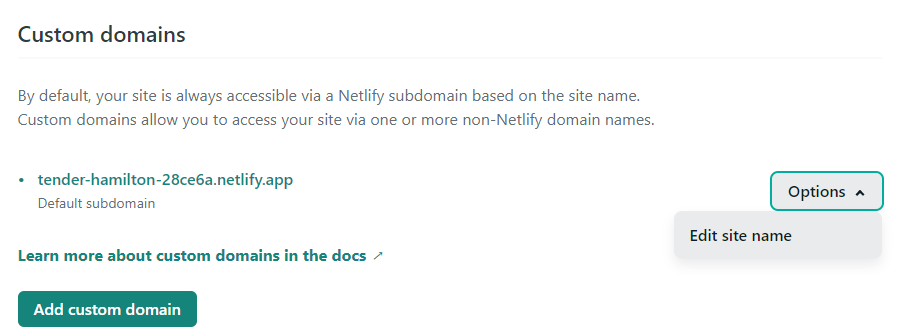 Custom domains
By default, your site is always accessible via a Netlify subdomain based on the site name.
Custom domains allow you to access your site via one or more non-Netlify domain names.
• tender-hamilton-28ce6a.netlify.app
Default subdomain
Options
Edit site name
Learn more about custom domains in the docs ↗
Add custom domain